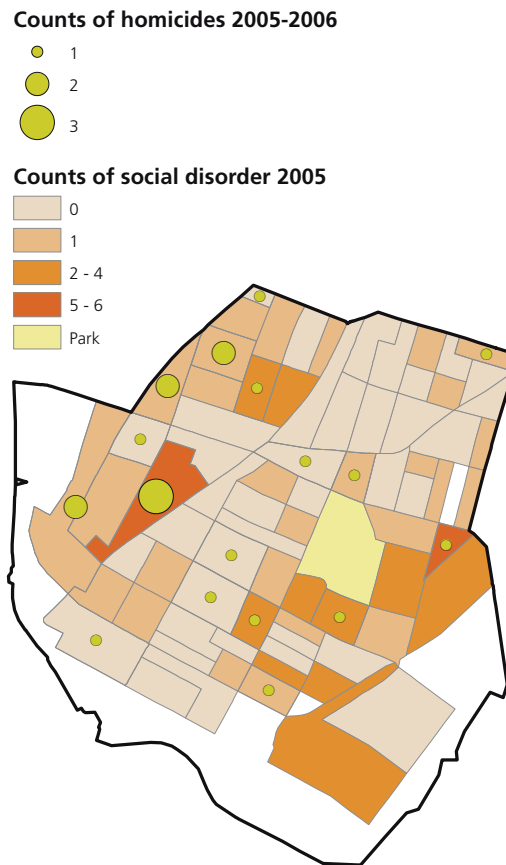 Counts of homicides 2005-2006
1
2
3
Counts of social disorder 2005
0
1
2 - 4
5 - 6
Park